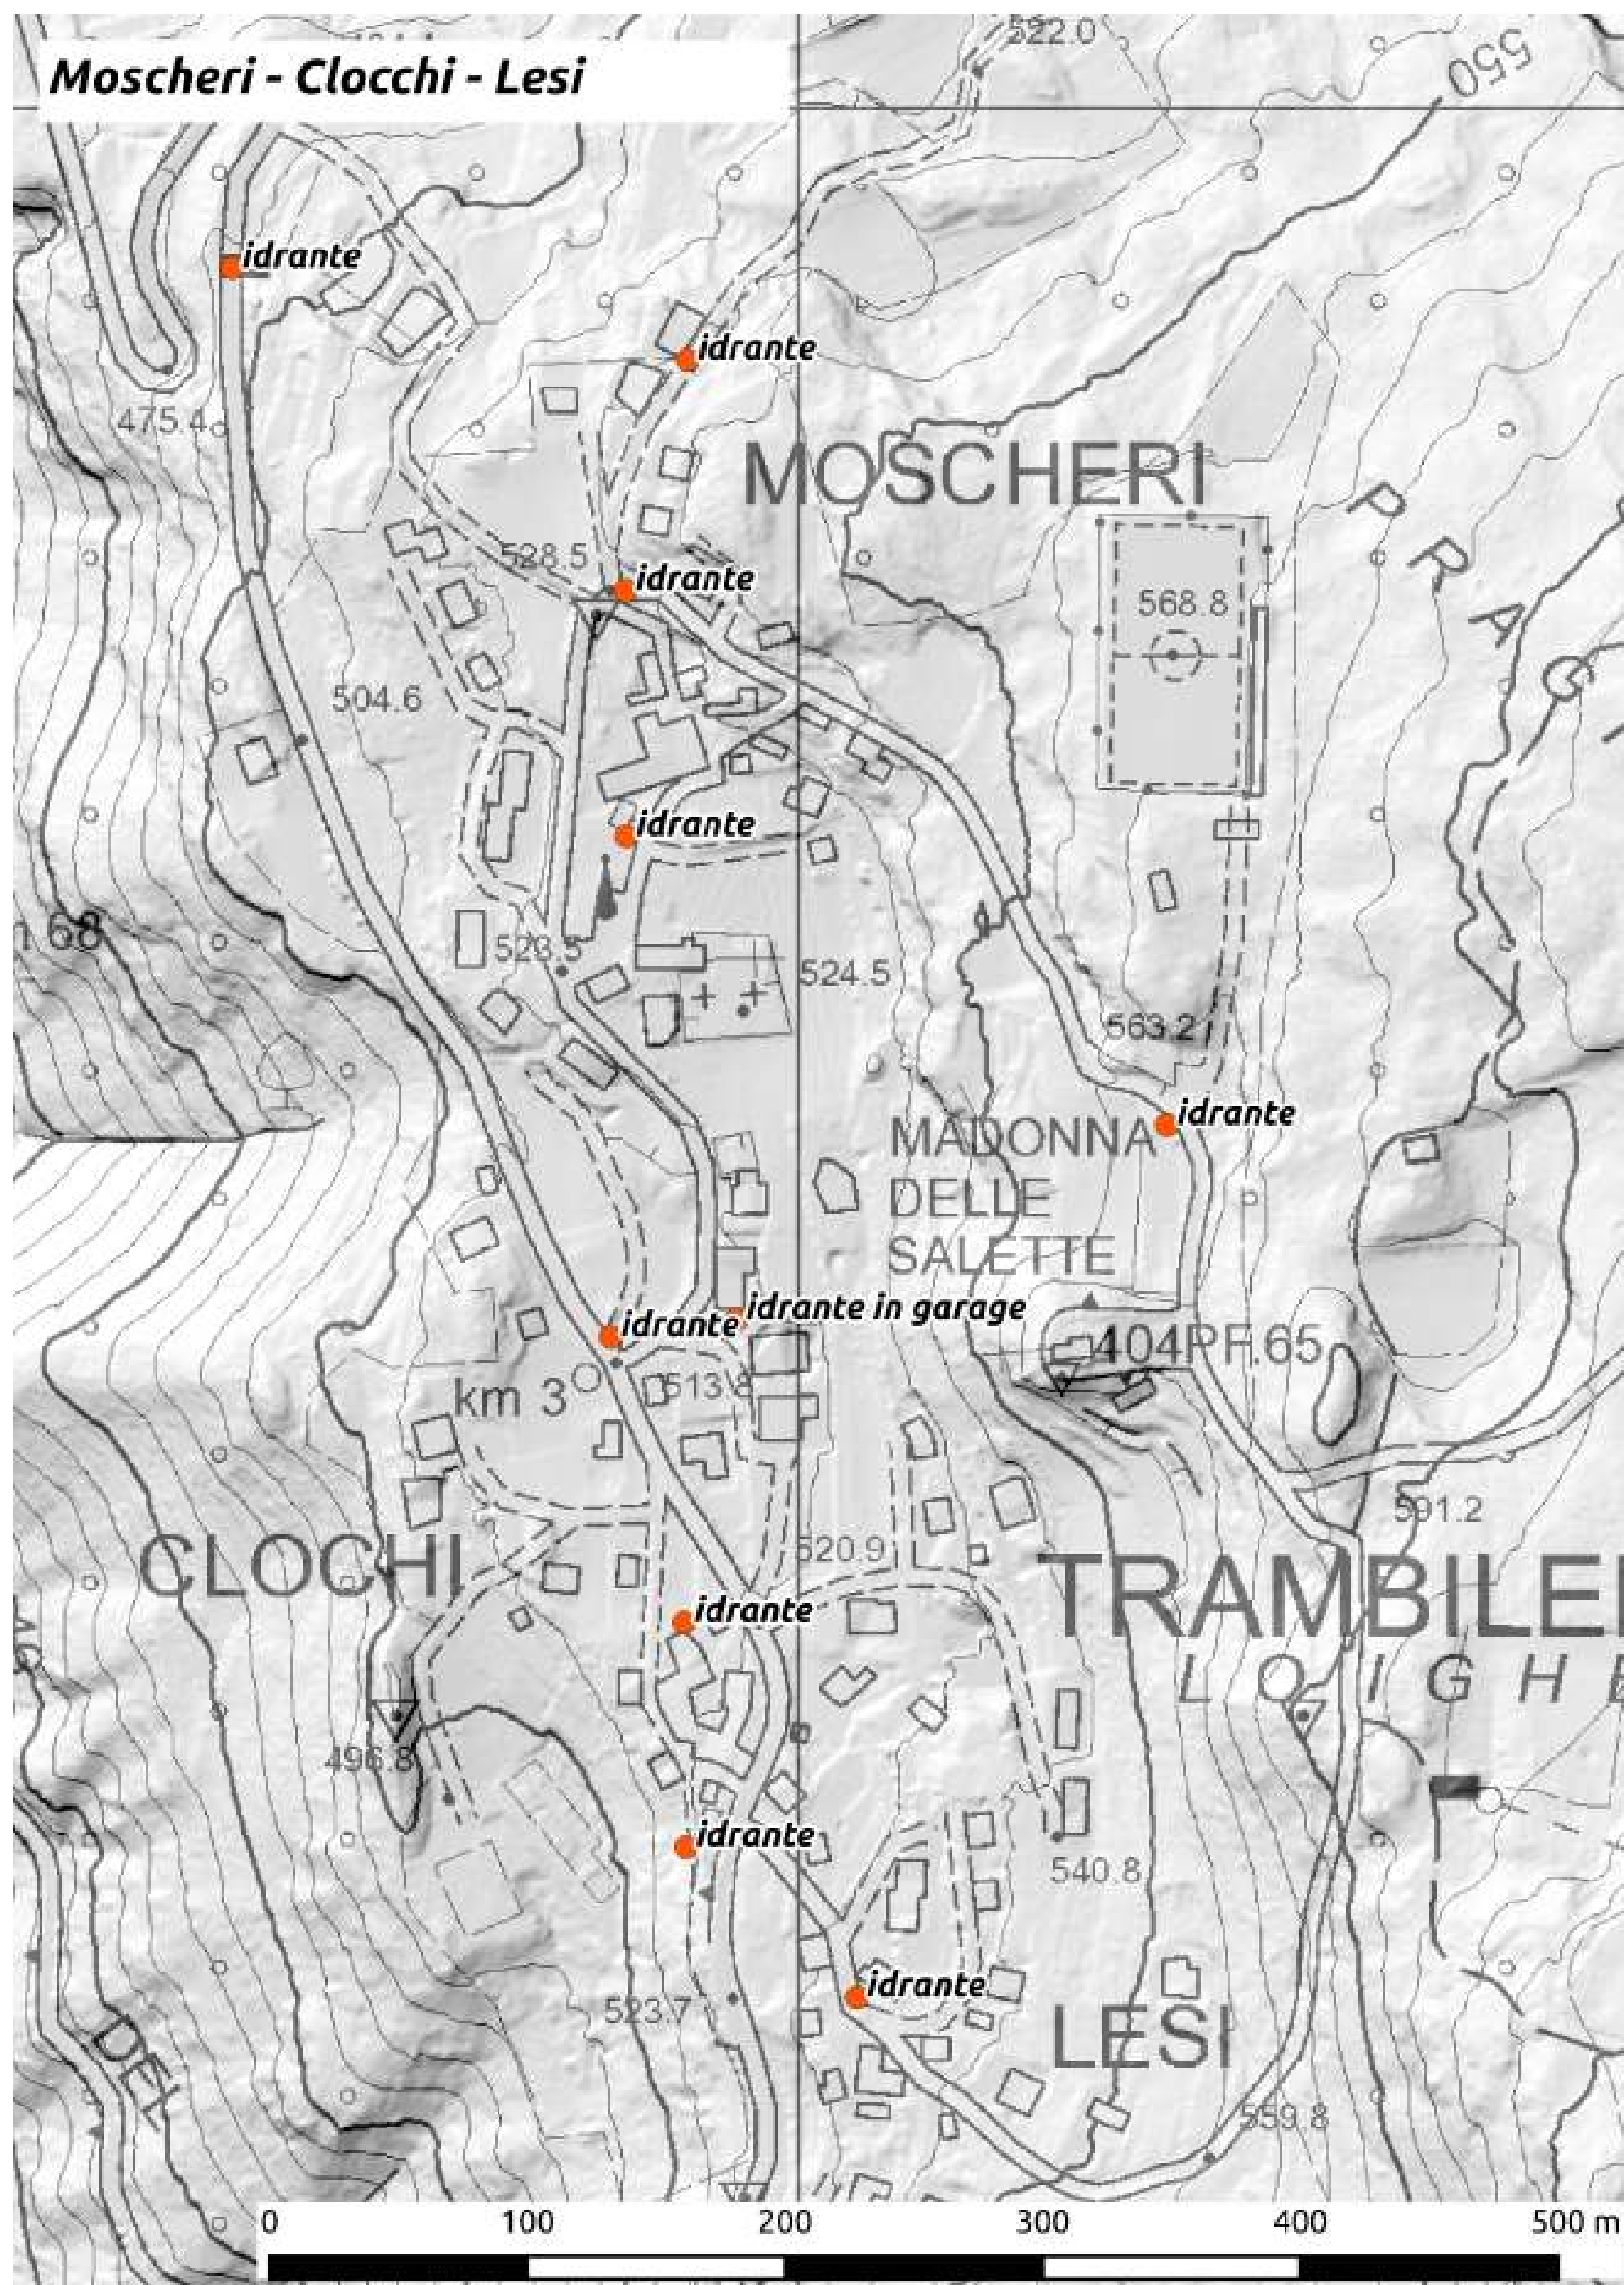 522.0
Moscheri - Clocchi - Lesi
550
idrante
idrante
475.4
MOSCHERI
528.5
idrante
568.8
P R A G
504.6
idrante
523.5
524.5
563.2
idrante
MADONNA
DELLE
SALETTE
idrante in garage
idrante
404PF.65
km 3
513.8
591.2
520.9
CLOCHI
TRAMBILE
idrante
L O I G H E
496.8
idrante
540.8
idrante
523.7
LESI
DEL
559.8
0 100 200 300 400 500 m